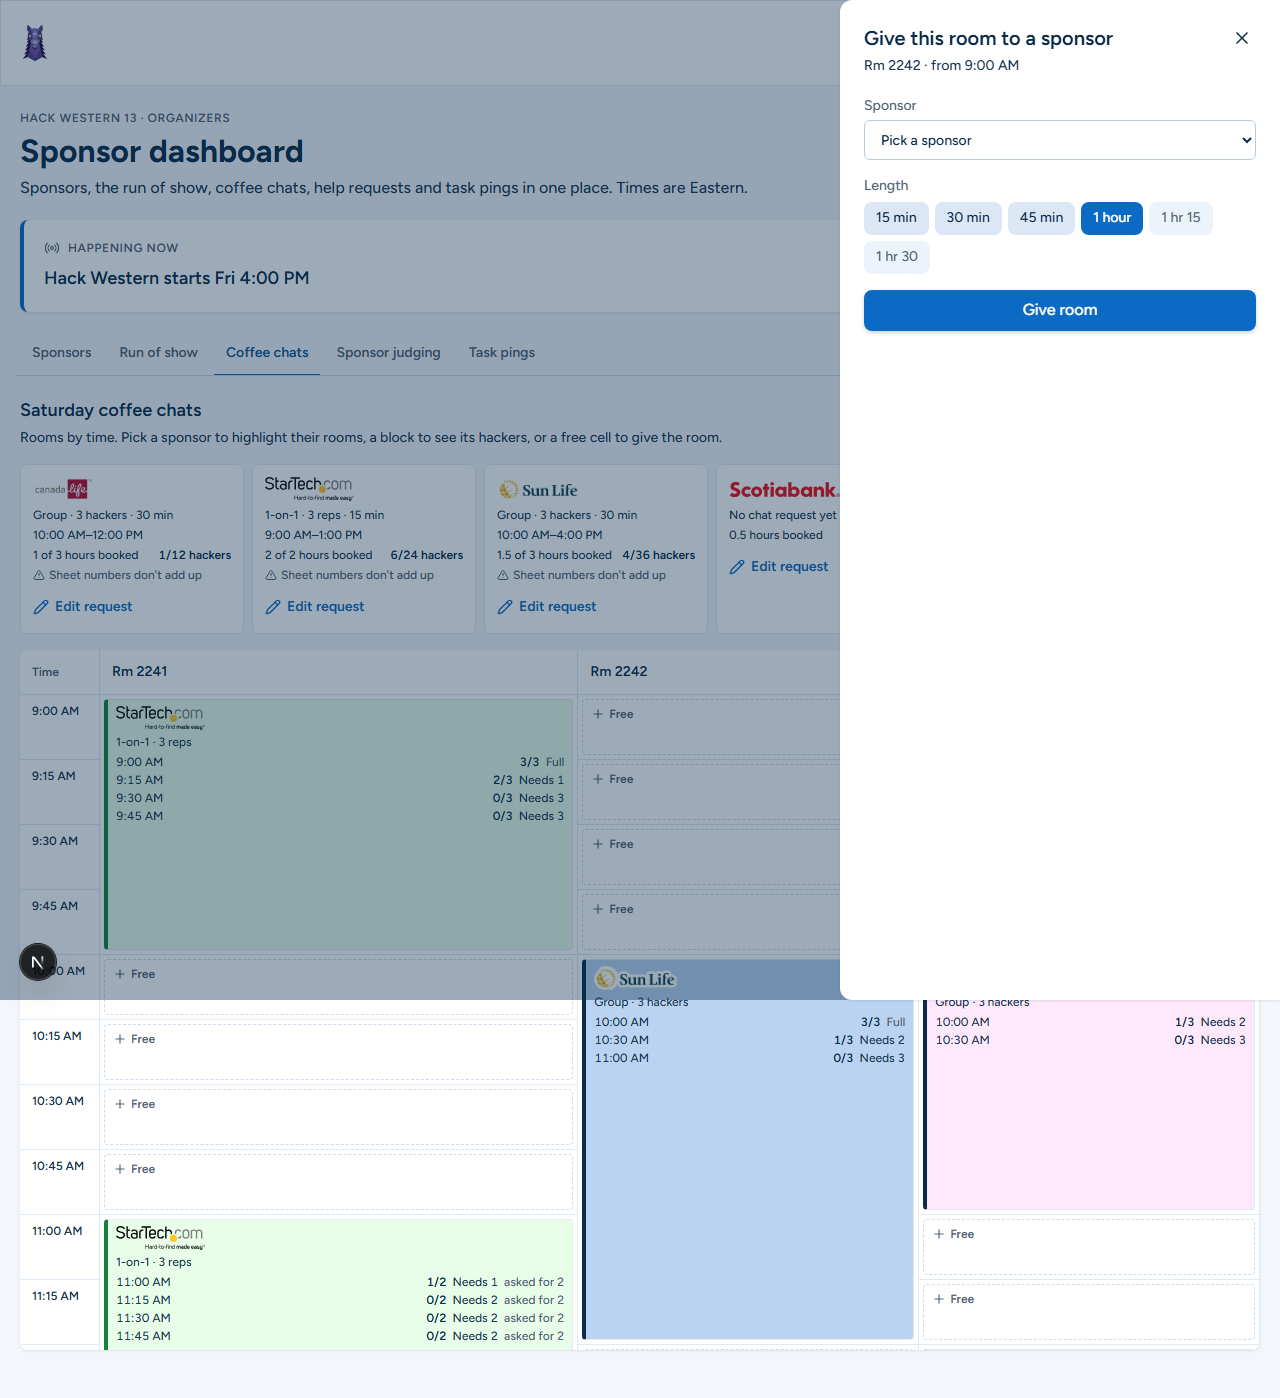 HACK WESTERN 13 · ORGANIZERS
Sponsor dashboard
Sponsors, the run of show, coffee chats, help requests and task pings in one place. Times are Eastern.
HAPPENING NOW
Hack Western starts Fri 4:00 PM
Sponsors Run of show Coffee chats Sponsor judging Task pings
Saturday coffee chats
Rooms by time. Pick a sponsor to highlight their rooms, a block to see its hackers, or a free cell to give the room.
canada life
Group · 3 hackers · 30 min
10:00 AM–12:00 PM
1 of 3 hours booked 1/12 hackers
Sheet numbers don't add up
Edit request
StarTech.com
Hard-to-find made easy
1-on-1 · 3 reps · 15 min
9:00 AM–1:00 PM
2 of 2 hours booked 6/24 hackers
Sheet numbers don't add up
Edit request
Sun Life
Group · 3 hackers · 30 min
10:00 AM–4:00 PM
1.5 of 3 hours booked 4/36 hackers
Sheet numbers don't add up
Edit request
Scotiabank
No chat request yet
0.5 hours booked
Edit request
Give this room to a sponsor
Rm 2242 · from 9:00 AM
Sponsor
Pick a sponsor
Length
15 min 30 min 45 min 1 hour 1 hr 15
1 hr 30
Give room
Time Rm 2241 Rm 2242
9:00 AM
9:15 AM
9:30 AM
9:45 AM
00 AM
10:15 AM
10:30 AM
10:45 AM
11:00 AM
11:15 AM
N
StarTech.com
Hard-to-find made easy
1-on-1 · 3 reps
9:00 AM 3/3 Full
9:15 AM 2/3 Needs 1
9:30 AM 0/3 Needs 3
9:45 AM 0/3 Needs 3
+ Free
+ Free
+ Free
+ Free
StarTech.com
Hard-to-find made easy
1-on-1 · 3 reps
11:00 AM 1/2 Needs 1 asked for 2
11:15 AM 0/2 Needs 2 asked for 2
11:30 AM 0/2 Needs 2 asked for 2
11:45 AM 0/2 Needs 2 asked for 2
+ Free
+ Free
+ Free
+ Free
Sun Life
Group · 3 hackers
10:00 AM 3/3 Full
10:30 AM 1/3 Needs 2
11:00 AM 0/3 Needs 3
Group · 3 hackers
10:00 AM 1/3 Needs 2
10:30 AM 0/3 Needs 3
+ Free
+ Free